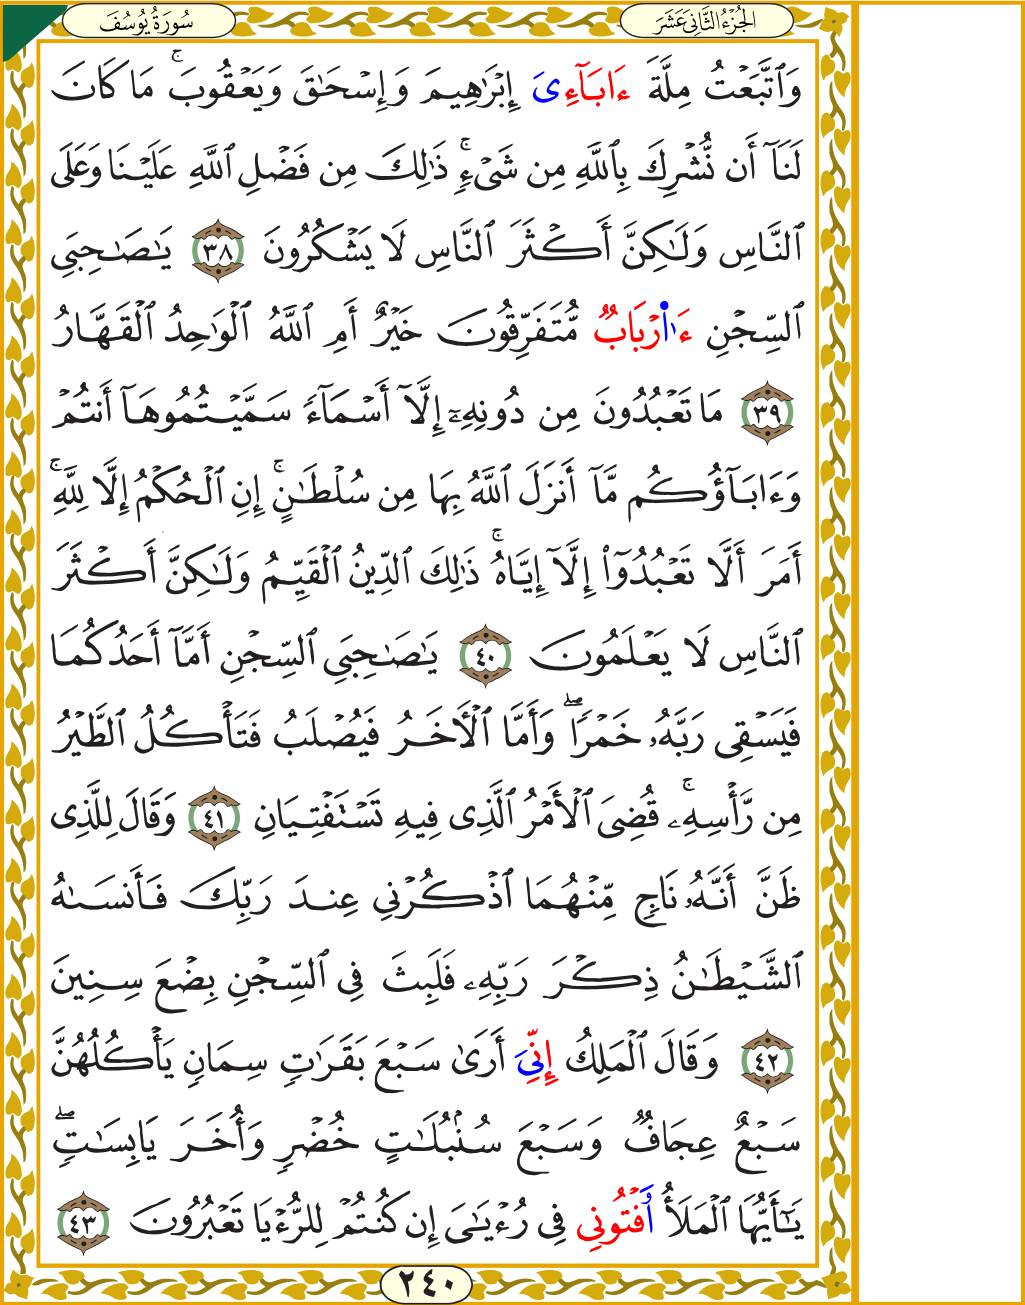 الجُزْءُ الثَّانِىَ عَشَرَ
سُورَةُ يُوسُفَ
وَٱتَّبَعْتُ مِلَّةَ ءَابَآءِىَ إِبْرَٰهِيمَ وَإِسْحَٰقَ وَيَعْقُوبَ ۚ مَا كَانَ
لَنَآ أَن نُّشْرِكَ بِٱللَّهِ مِن شَىْءٍ ۚ ذَٰلِكَ مِن فَضْلِ ٱللَّهِ عَلَيْنَا وَعَلَى
ٱلنَّاسِ وَلَٰكِنَّ أَكْثَرَ ٱلنَّاسِ لَا يَشْكُرُونَ ٣٨ يَٰصَٰحِبَىِ
ٱلسِّجْنِ ءَا۬رْبَابٌ مُّتَفَرِّقُونَ خَيْرٌ أَمِ ٱللَّهُ ٱلْوَٰحِدُ ٱلْقَهَّارُ
٣٩ مَا تَعْبُدُونَ مِن دُونِهِۦٓ إِلَّآ أَسْمَآءً سَمَّيْتُمُوهَآ أَنتُمْ
وَءَابَآؤُكُم مَّآ أَنزَلَ ٱللَّهُ بِهَا مِن سُلْطَٰنٍ ۚ إِنِ ٱلْحُكْمُ إِلَّا لِلَّهِ ۚ
أَمَرَ أَلَّا تَعْبُدُوٓا۟ إِلَّآ إِيَّاهُ ۚ ذَٰلِكَ ٱلدِّينُ ٱلْقَيِّمُ وَلَٰكِنَّ أَكْثَرَ
ٱلنَّاسِ لَا يَعْلَمُونَ ٤٠ يَٰصَٰحِبَىِ ٱلسِّجْنِ أَمَّآ أَحَدُكُمَا
فَيَسْقِى رَبَّهُۥ خَمْرًا ۖ وَأَمَّا ٱلْأَخَرُ فَيُصْلَبُ فَتَأْكُلُ ٱلطَّيْرُ
مِن رَّأْسِهِۦ ۚ قُضِىَ ٱلْأَمْرُ ٱلَّذِى فِيهِ تَسْتَفْتِيَانِ ٤١ وَقَالَ لِلَّذِى
ظَنَّ أَنَّهُۥ نَاجٍ مِّنْهُمَا ٱذْكُرْنِى عِندَ رَبِّكَ فَأَنسَىٰهُ
ٱلشَّيْطَٰنُ ذِكْرَ رَبِّهِۦ فَلَبِثَ فِى ٱلسِّجْنِ بِضْعَ سِنِينَ
٤٢ وَقَالَ ٱلْمَلِكُ إِنِّىَ أَرَىٰ سَبْعَ بَقَرَٰتٍ سِمَانٍ يَأْكُلُهُنَّ
سَبْعٌ عِجَافٌ وَسَبْعَ سُنۢبُلَٰتٍ خُضْرٍ وَأُخَرَ يَابِسَٰتٍ ۖ
يَٰٓأَيُّهَا ٱلْمَلَأُ وَفْتُونِى فِى رُءْيَٰىَ إِن كُنتُمْ لِلرُّءْيَا تَعْبُرُونَ ٤٣
٢٤٠